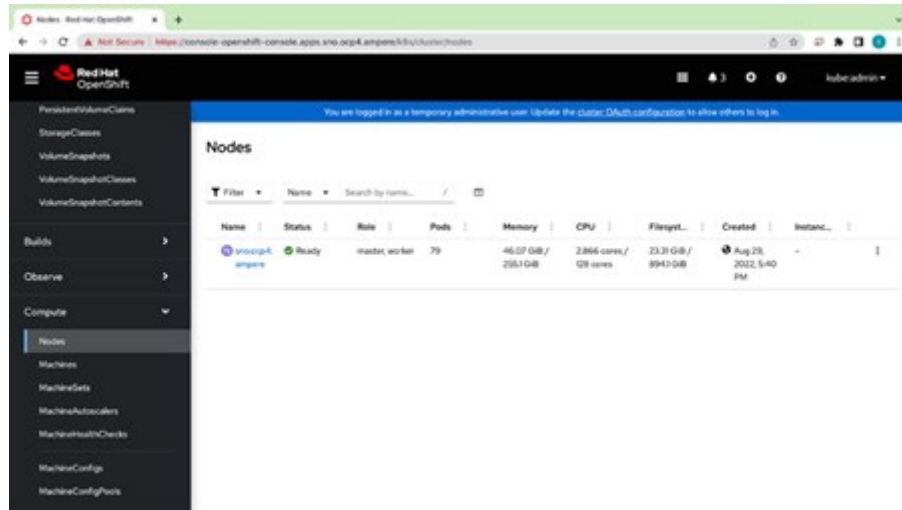 Nodes · Red Hat OpenShift
Not Secure https://console-openshift-console.apps.sno.ocp4.ampere/k8s/cluster/nodes
Red Hat
OpenShift
3
kube:admin
You are logged in as a temporary administrative user. Update the cluster OAuth configuration to allow others to log in.
PersistentVolumeClaims
StorageClasses
VolumeSnapshots
VolumeSnapshotClasses
VolumeSnapshotContents
Builds
Observe
Compute
Nodes
Machines
MachineSets
MachineAutoscalers
MachineHealthChecks
MachineConfigs
MachineConfigPools
Nodes
Filter Name Search by name... /
Name Status Role Pods Memory CPU Filesyst... Created Instanc...
sno.ocp4. Ready master, worker 79 46.07 GiB / 2.866 cores / 23.31 GiB / Aug 29, -
ampere 255.1 GiB 128 cores 894.1 GiB 2022, 5:40
PM